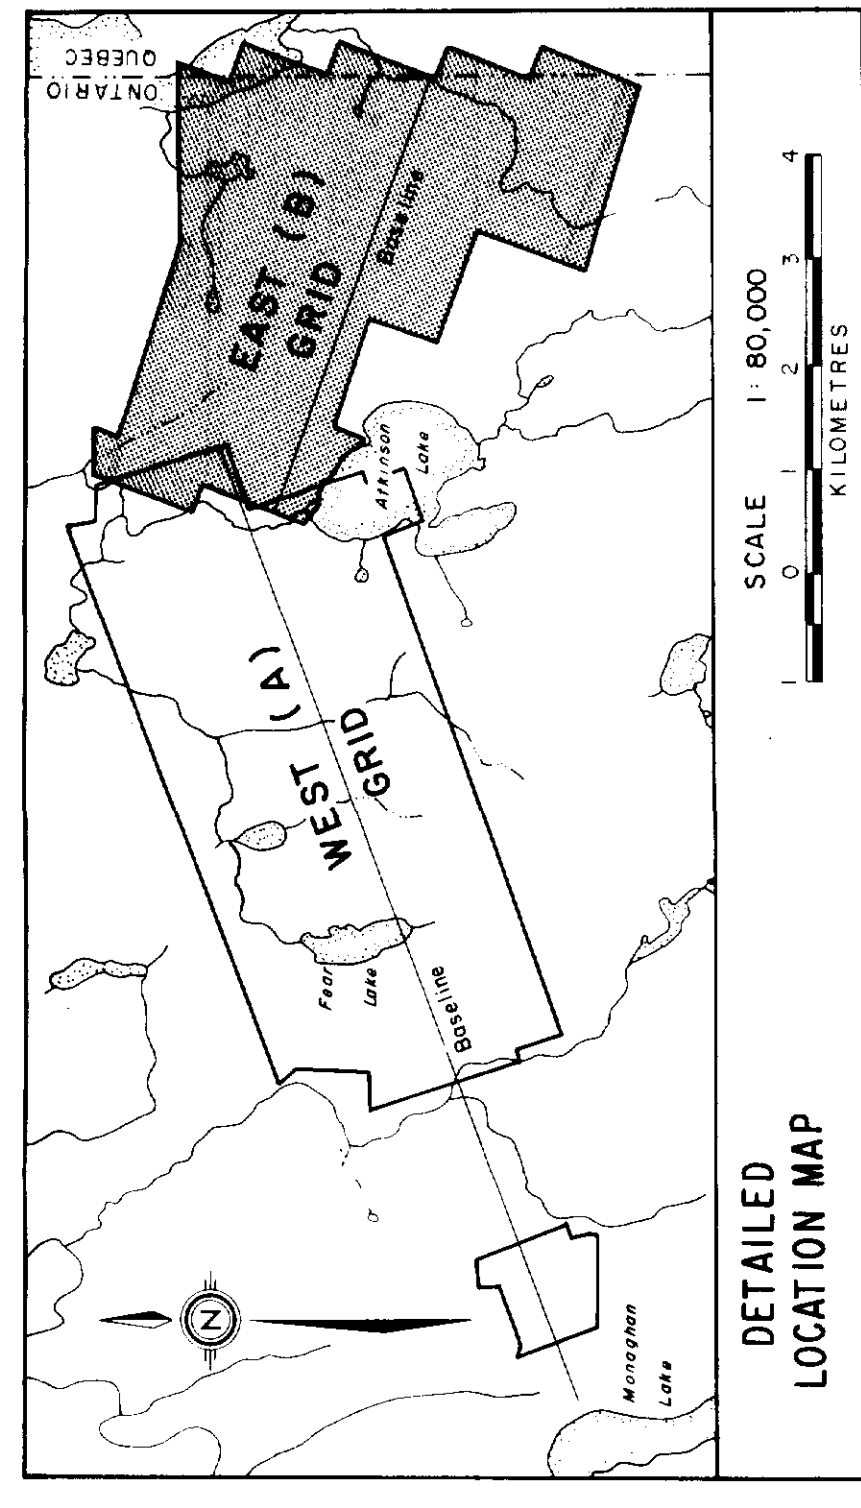 QUEBEC
ONTARIO
EAST (B)
GRID
Baseline
Atkinson
Lake
WEST (A)
GRID
Fear
Lake
Baseline
N
Monaghan
Lake
DETAILED
LOCATION MAP
SCALE 1: 80,000
1 0 1 2 3 4
KILOMETRES